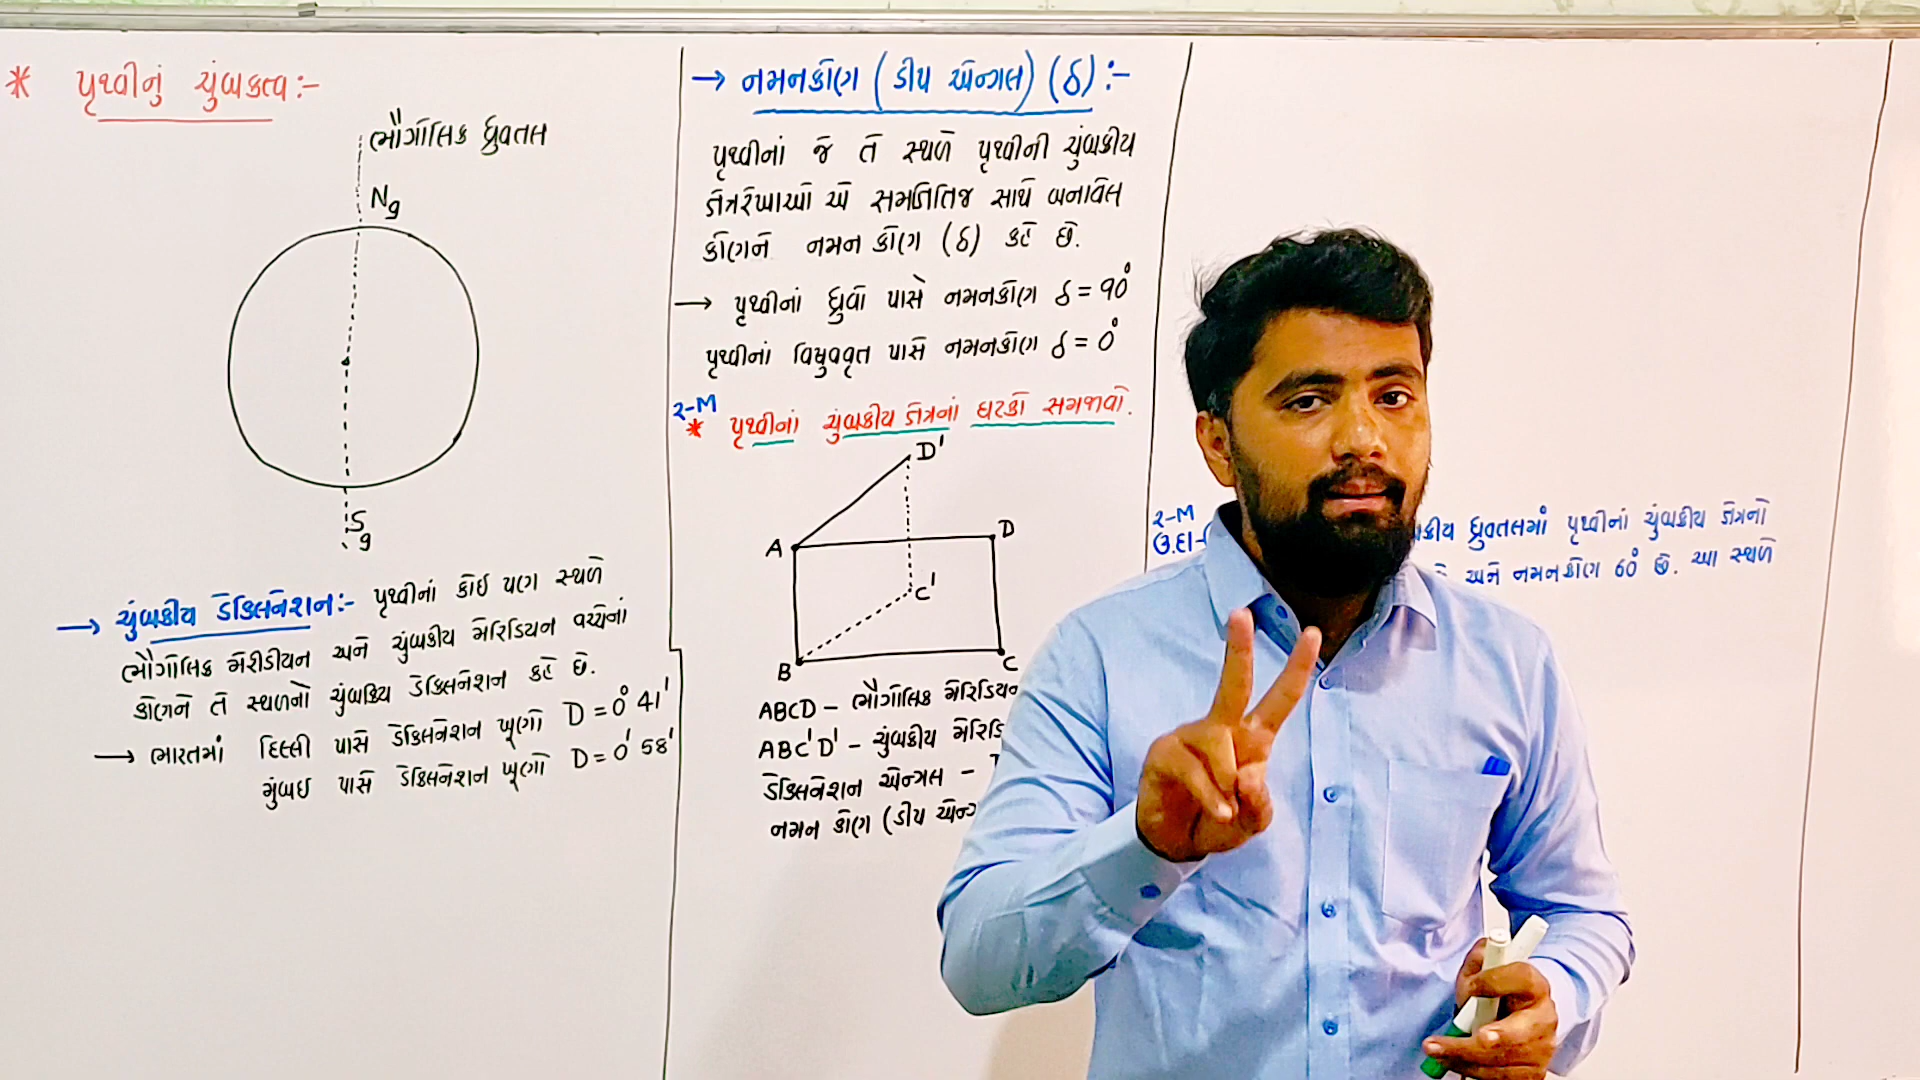 * પૃથ્વીનું ચુંબકત્વ:-
ભૌગોલિક ધ્રુવતલ
Ng
Sg
→ ચુંબકીય ડેક્લિનેશન:- પૃથ્વીનાં કોઈ પણ સ્થળે
ભૌગોલિક મેરીડીયન અને ચુંબકીય મેરિડિયન વચ્ચેનાં
કોણને તે સ્થળનો ચુંબકિય ડેક્લિનેશન કહે છે.
→ ભારતમાં દિલ્લી પાસે ડેક્લિનેશન ખૂણો D = 0° 41'
મુંબઇ પાસે ડેક્લિનેશન ખૂણો D = 0' 58'
→ નમનકોણ (ડીપ એન્ગલ) (δ) :-
પૃથ્વીનાં જે તે સ્થળે પૃથ્વીની ચુંબકીય
ક્ષેત્રરેખાઓ એ સમક્ષિતિજ સાથે બનાવેલ
કોણને નમન કોણ (δ) કહે છે.
→ પૃથ્વીનાં ધ્રુવો પાસે નમનકોણ δ = 90°
પૃથ્વીનાં વિષુવવૃત પાસે નમનકોણ δ = 0°
2-M
* પૃથ્વીનાં ચુંબકીય ક્ષેત્રનાં ઘટકો સમજાવો.
D'
A
D
C'
B
C
ABCD - ભૌગોલિક મેરિડિયન
ABC'D' - ચુંબકીય મેરિડિ
ડેક્લિનેશન એન્ગલ -
નમન કોણ (ડીપ એન્ગ
2-M
ઉ.દા-
ધ્રુવતલમાં પૃથ્વીનાં ચુંબકીય ક્ષેત્રનો
અને નમનકોણ 60° છે. આ સ્થળે